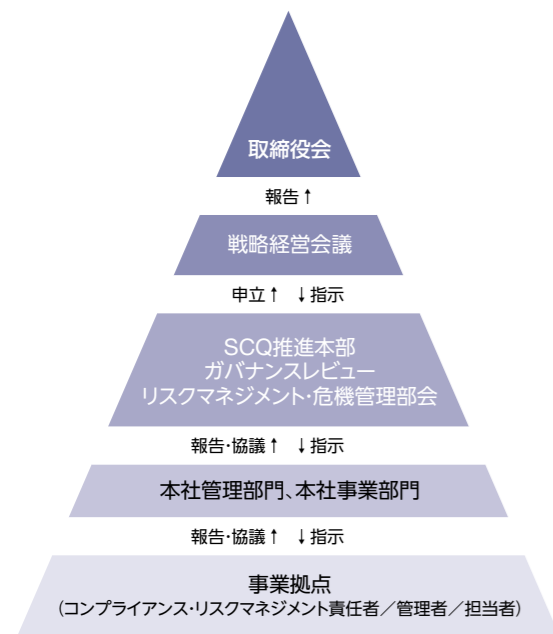 取締役会
報告↑
戦略経営会議
申立↑ ↓指示
SCQ推進本部
ガバナンスレビュー
リスクマネジメント・危機管理部会
報告・協議↑ ↓指示
本社管理部門、本社事業部門
報告・協議↑ ↓指示
事業拠点
(コンプライアンス・リスクマネジメント責任者／管理者／担当者)